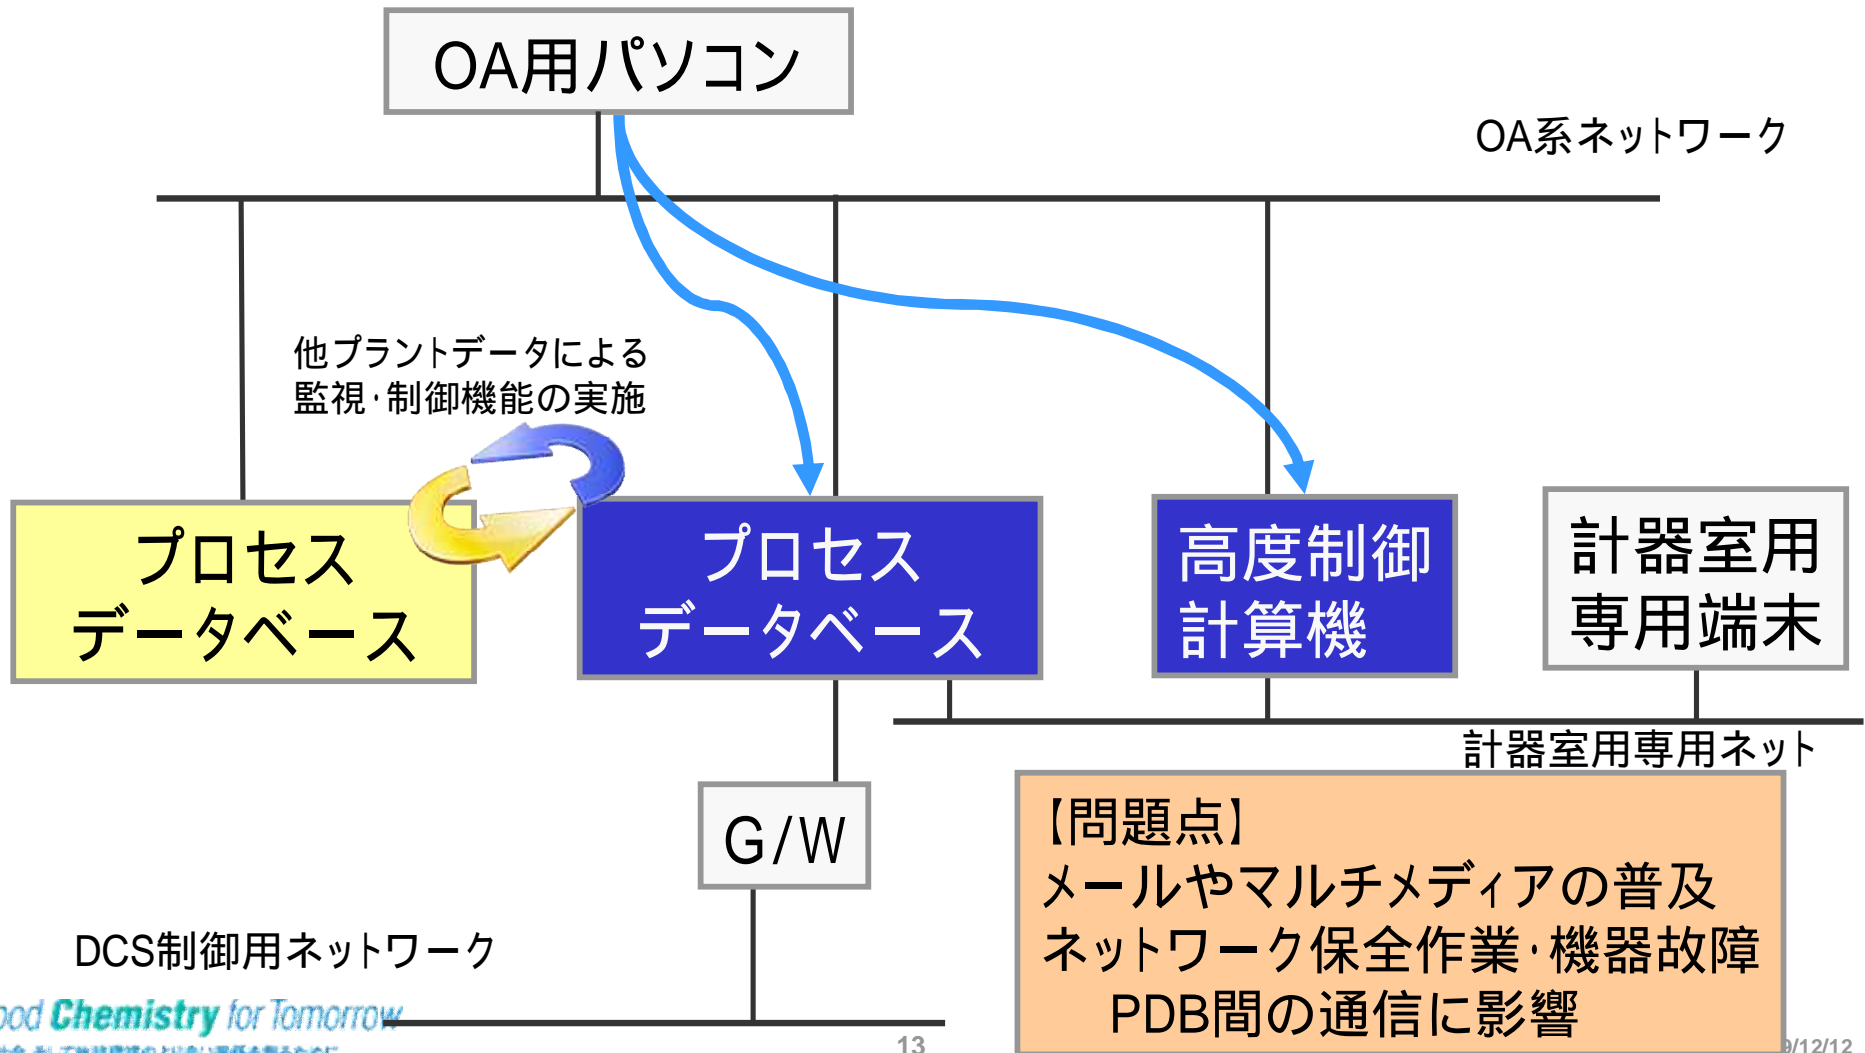 OA用パソコン
OA系ネットワーク
他プラントデータによる
監視・制御機能の実施
プロセス
データベース
プロセス
データベース
高度制御
計算機
計器室用
専用端末
計器室用専用ネット
G/W
【問題点】
メールやマルチメディアの普及
ネットワーク保全作業・機器故障
PDB間の通信に影響
DCS制御用ネットワーク
Chemistry for Tomorrow
13
9/12/12